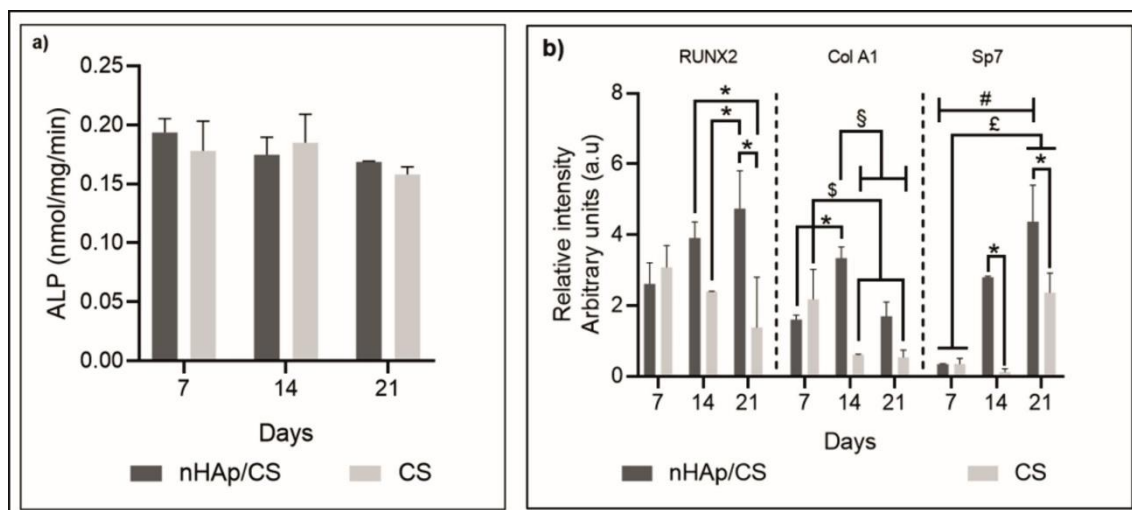 a)
ALP (nmol/mg/min)
0.25
0.20
0.15
0.10
0.05
0.00
7 14 21
Days
nHAp/CS CS
b)
RUNX2 Col A1 Sp7
Relative intensity
Arbitrary units (a.u)
8
6
4
2
0
* * *
$ * §
# £ * *
7 14 21 7 14 21 7 14 21
Days
nHAp/CS CS